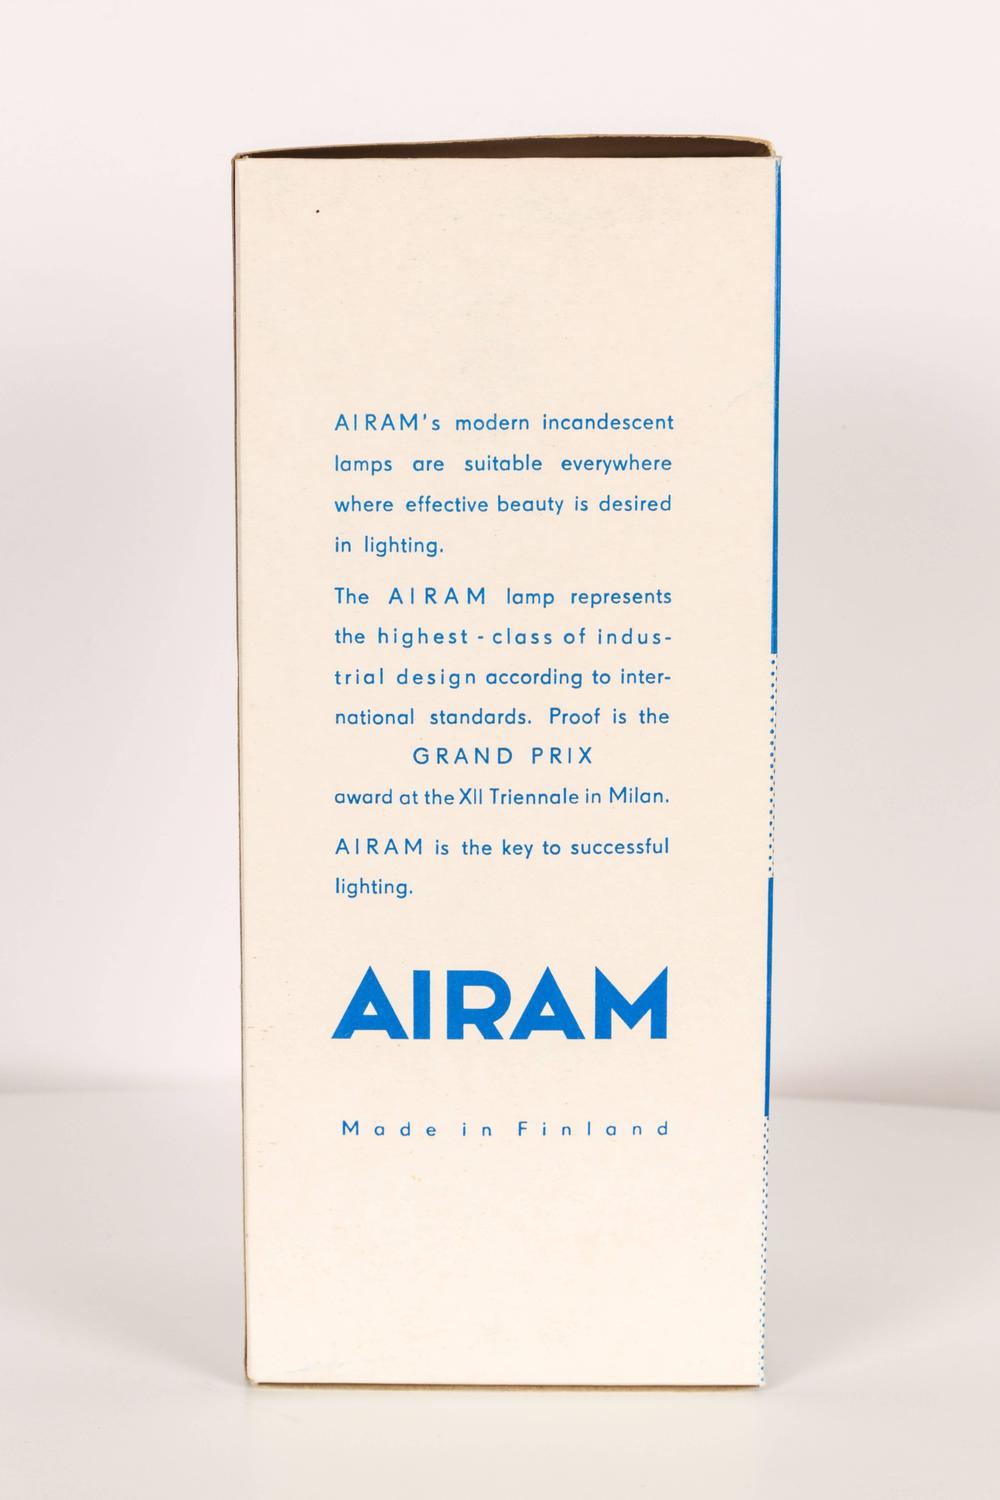 AIRAM's modern incandescent
lamps are suitable everywhere
where effective beauty is desired
in lighting.
The AIRAM lamp represents
the highest-class of indus-
trial design according to inter-
national standards. Proof is the
GRAND PRIX
award at the XII Triennale in Milan.
AIRAM is the key to successful
lighting.
AIRAM
Made in Finland